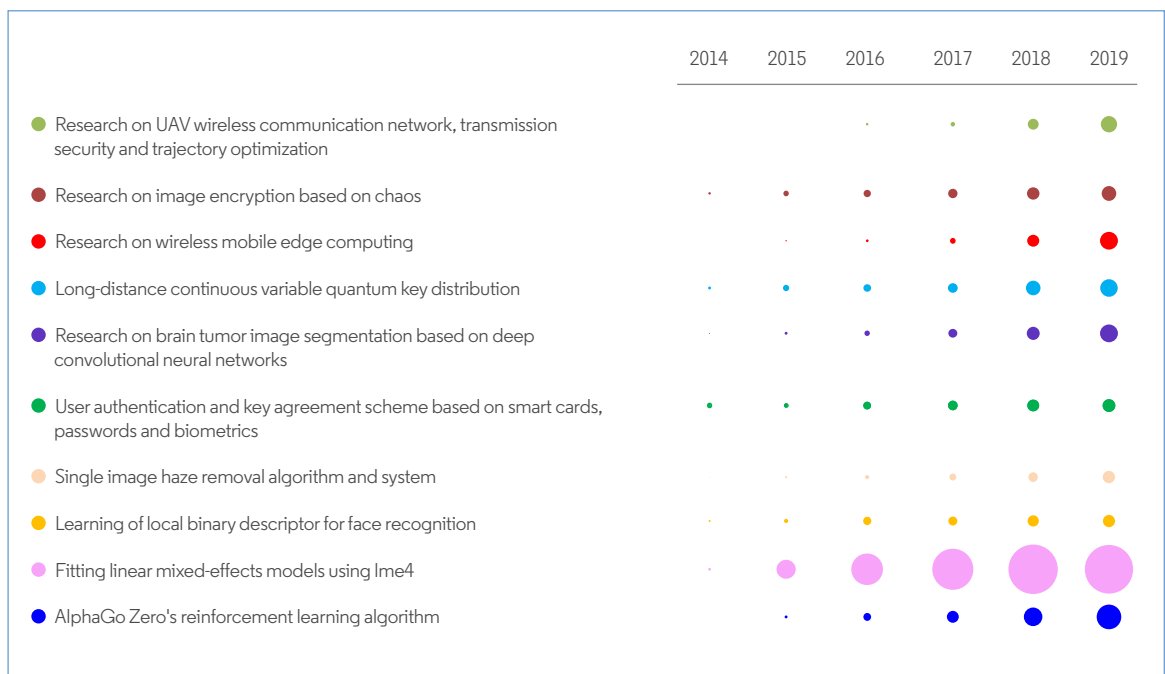 2014 2015 2016 2017 2018 2019
Research on UAV wireless communication network, transmission
security and trajectory optimization
Research on image encryption based on chaos
Research on wireless mobile edge computing
Long-distance continuous variable quantum key distribution
Research on brain tumor image segmentation based on deep
convolutional neural networks
User authentication and key agreement scheme based on smart cards,
passwords and biometrics
Single image haze removal algorithm and system
Learning of local binary descriptor for face recognition
Fitting linear mixed-effects models using lme4
AlphaGo Zero's reinforcement learning algorithm